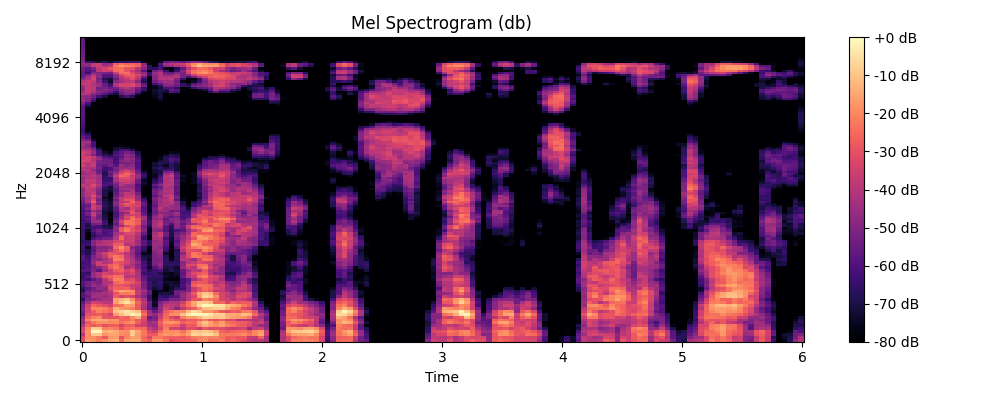 Mel Spectrogram (db)
Hz
8192
4096
2048
1024
512
0
0 1 2 3 4 5 6
Time
+0 dB
-10 dB
-20 dB
-30 dB
-40 dB
-50 dB
-60 dB
-70 dB
-80 dB